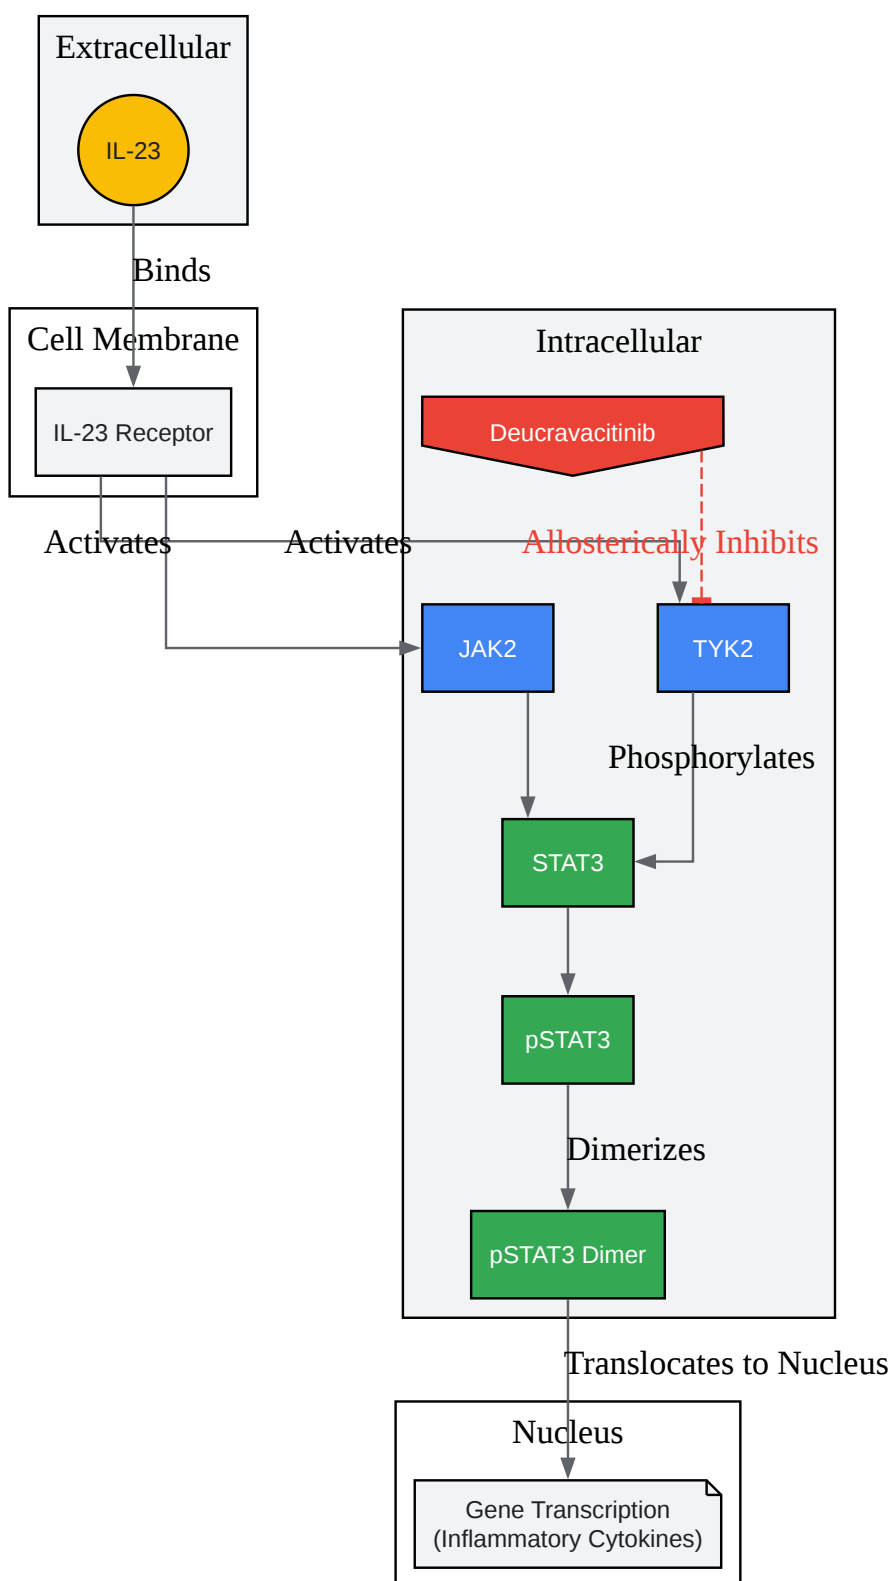 Extracellular
IL-23
Binds
Cell Membrane
IL-23 Receptor
Intracellular
Deucravacitinib
Activates
Activates
Allosterically Inhibits
JAK2
TYK2
Phosphorylates
STAT3
pSTAT3
Dimerizes
pSTAT3 Dimer
Translocates to Nucleus
Nucleus
Gene Transcription
(Inflammatory Cytokines)